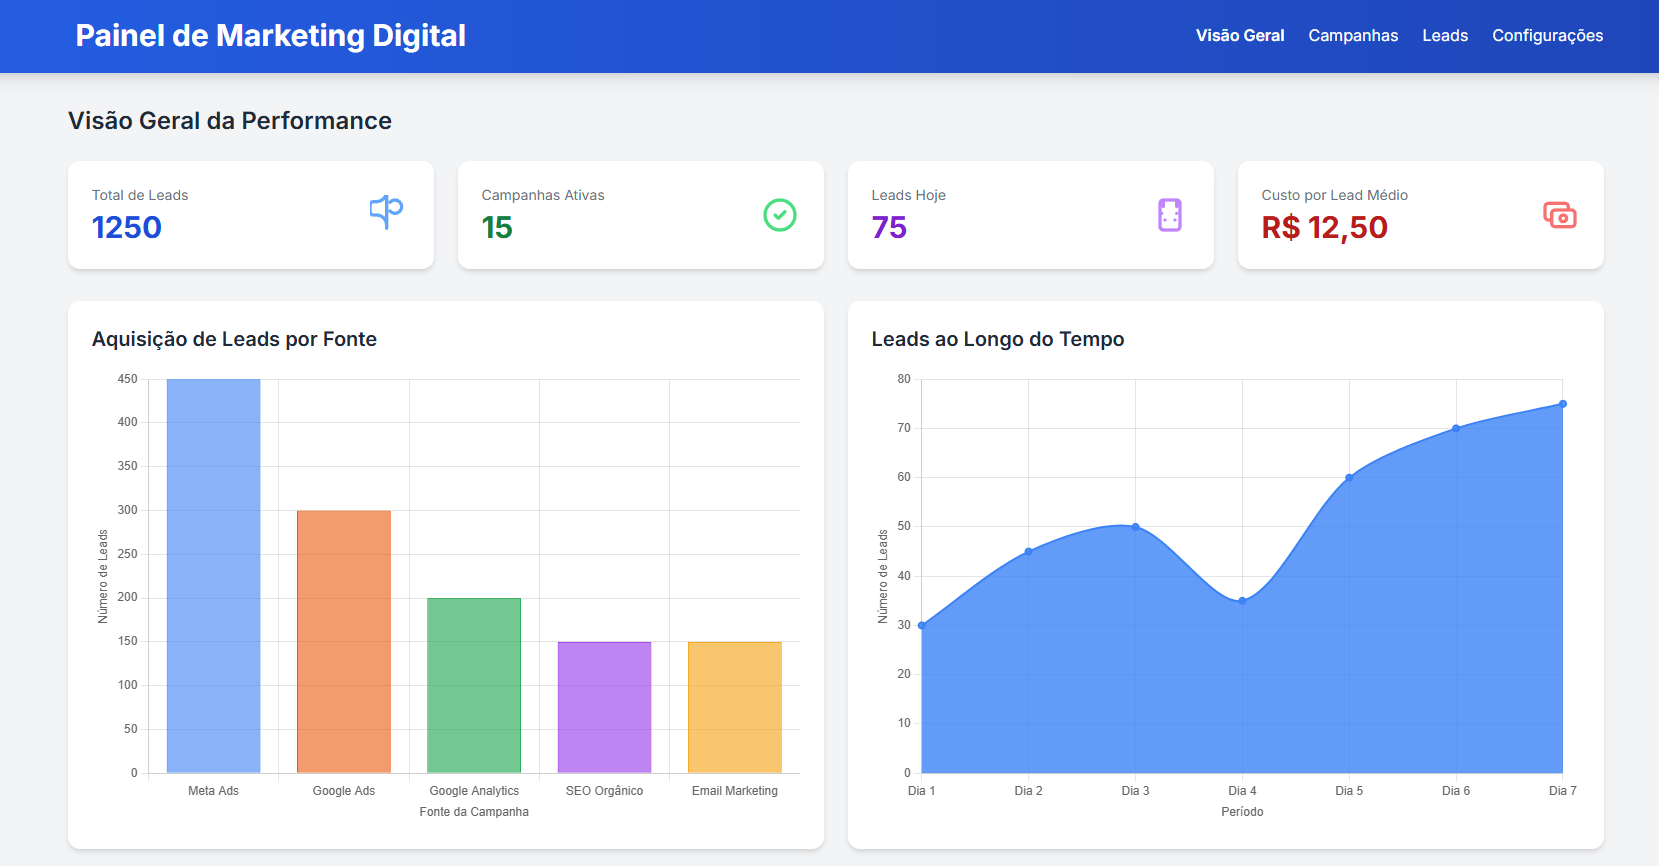 Painel de Marketing Digital
Visão Geral Campanhas Leads Configurações
Visão Geral da Performance
Total de Leads
1250
Campanhas Ativas
15
Leads Hoje
75
Custo por Lead Médio
R$ 12,50
Aquisição de Leads por Fonte
450
400
350
300
250
200
150
100
50
0
Número de Leads
Meta Ads Google Ads Google Analytics SEO Orgânico Email Marketing
Fonte da Campanha
Leads ao Longo do Tempo
80
70
60
50
40
30
20
10
0
Número de Leads
Dia 1 Dia 2 Dia 3 Dia 4 Dia 5 Dia 6 Dia 7
Período